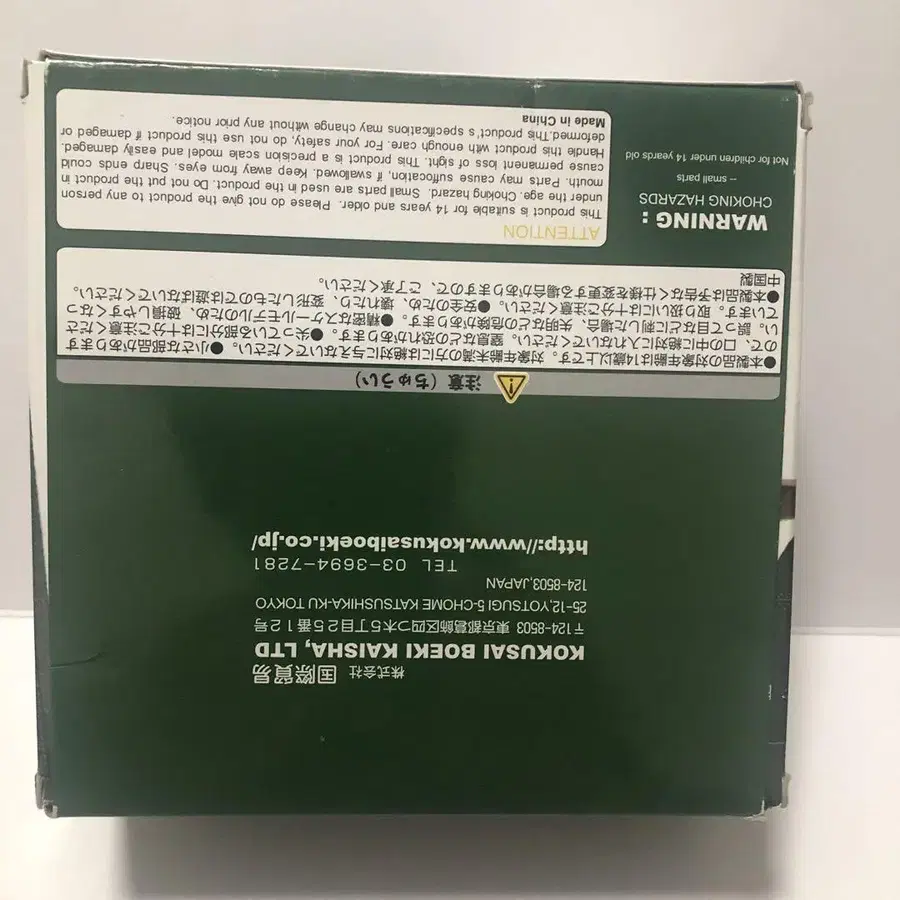 株式会社 国際貿易
KOKUSAI BOEKI KAISHA, LTD
〒124-8503 東京都葛飾区四つ木5丁目25番12号
25-12,YOTSUGI 5-CHOME KATSUSHIKA-KU TOKYO
124-8503,JAPAN
TEL 03-3694-7281
http://www.kokusaiboeki.co.jp/
注意（ちゅうい）
●本製品の対象年齢は14歳以上です。対象年齢未満の方には絶対に与えないでください。●小さな部品があります
ので、口の中に絶対に入れないでください。窒息などの恐れがあります。●尖っている部分には十分ご注意くださ
い。誤って目などに刺した場合、失明などの危険があります。●精密なスケールモデルのため、破損しやすくなっ
ています。取り扱いには十分ご注意ください。●安全のため、壊れたり、変形したものでは遊ばないでください。
●本製品は予告なく仕様を変更する場合がありますので、ご了承ください。
中国製
WARNING :
CHOKING HAZARDS
-- small parts
Not for children under 14 yeards old
ATTENTION
This product is suitable for 14 years and older. Please do not give the product to any person
under the age. Choking hazard. Small parts are used in the product. Do not put the product in
mouth. Parts may cause suffocation, if swallowed. Keep away from eyes. Sharp ends could
cause permanent loss of light. This product is a precision scale model and easily damaged.
Handle this product with enough care. For your safety, do not use this product if damaged or
deformed.This product's specifications may change without any prior notice.
Made in China